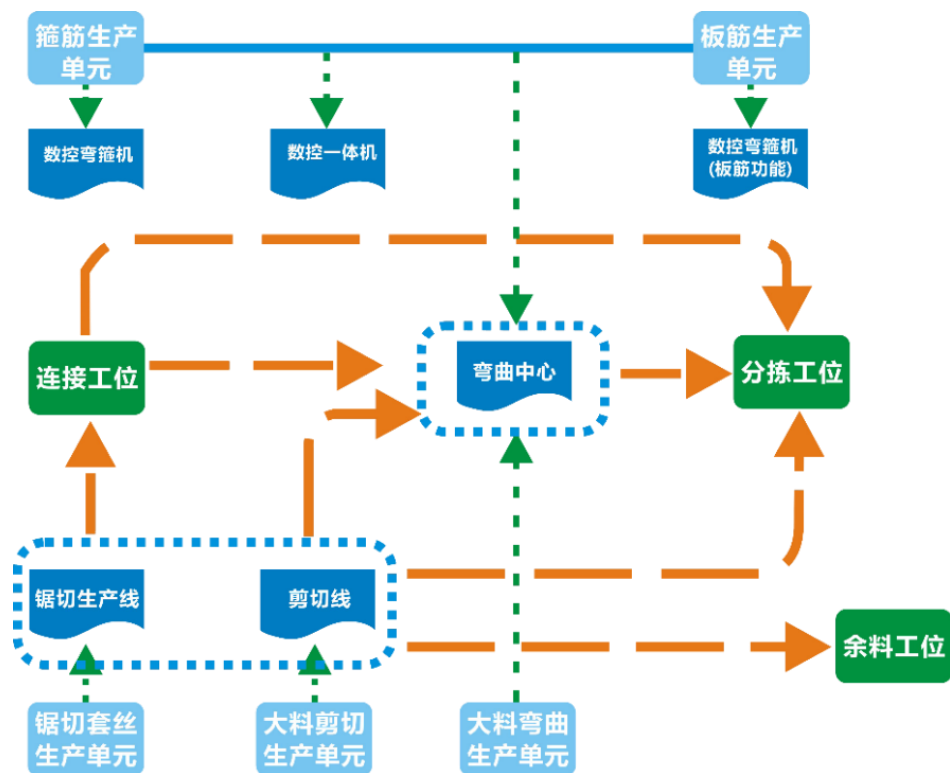 箍筋生产
单元
板筋生产
单元
数控弯箍机
数控一体机
数控弯箍机
(板筋功能)
连接工位
弯曲中心
分拣工位
锯切生产线
剪切线
余料工位
锯切套丝
生产单元
大料剪切
生产单元
大料弯曲
生产单元